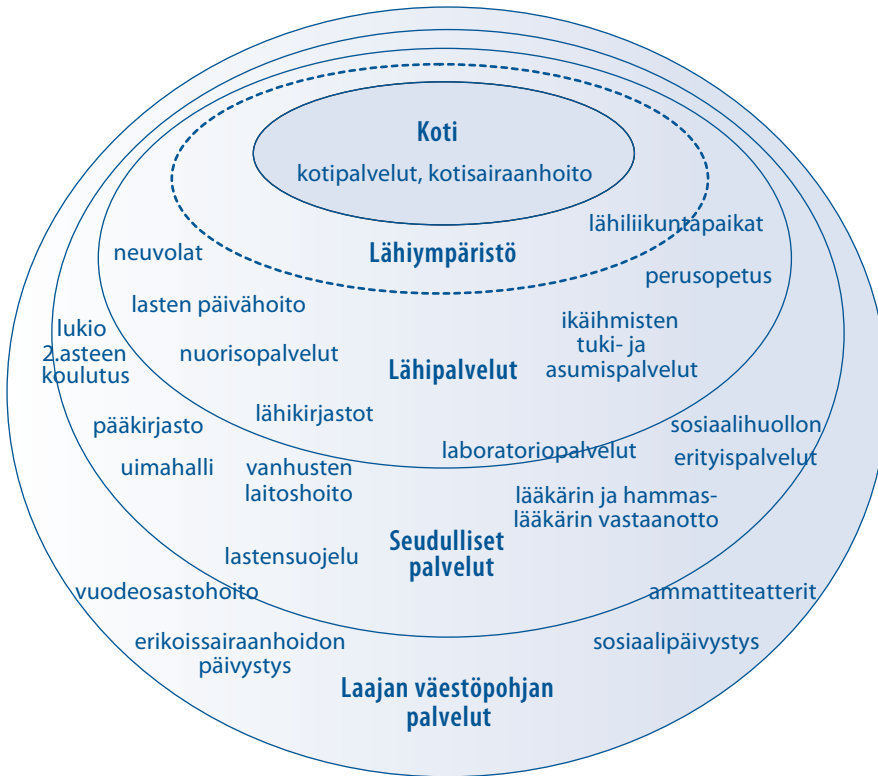 Koti
kotipalvelut, kotisairaanhoito
lähiliikuntapaikat
neuvolat
Lähiympäristö
perusopetus
lasten päivähoito
lukio
2.asteen
koulutus
nuorisopalvelut
ikäihmisten
tuki- ja
asumispalvelut
Lähipalvelut
lähikirjastot
pääkirjasto
sosiaalihuollon
erityispalvelut
laboratoriopalvelut
uimahalli
vanhusten
laitoshoito
lääkärin ja hammas-
lääkärin vastaanotto
Seudulliset
palvelut
lastensuojelu
vuodeosastohoito
ammattiteatterit
erikoissairaanhoidon
päivystys
sosiaalipäivystys
Laajan väestöpohjan
palvelut